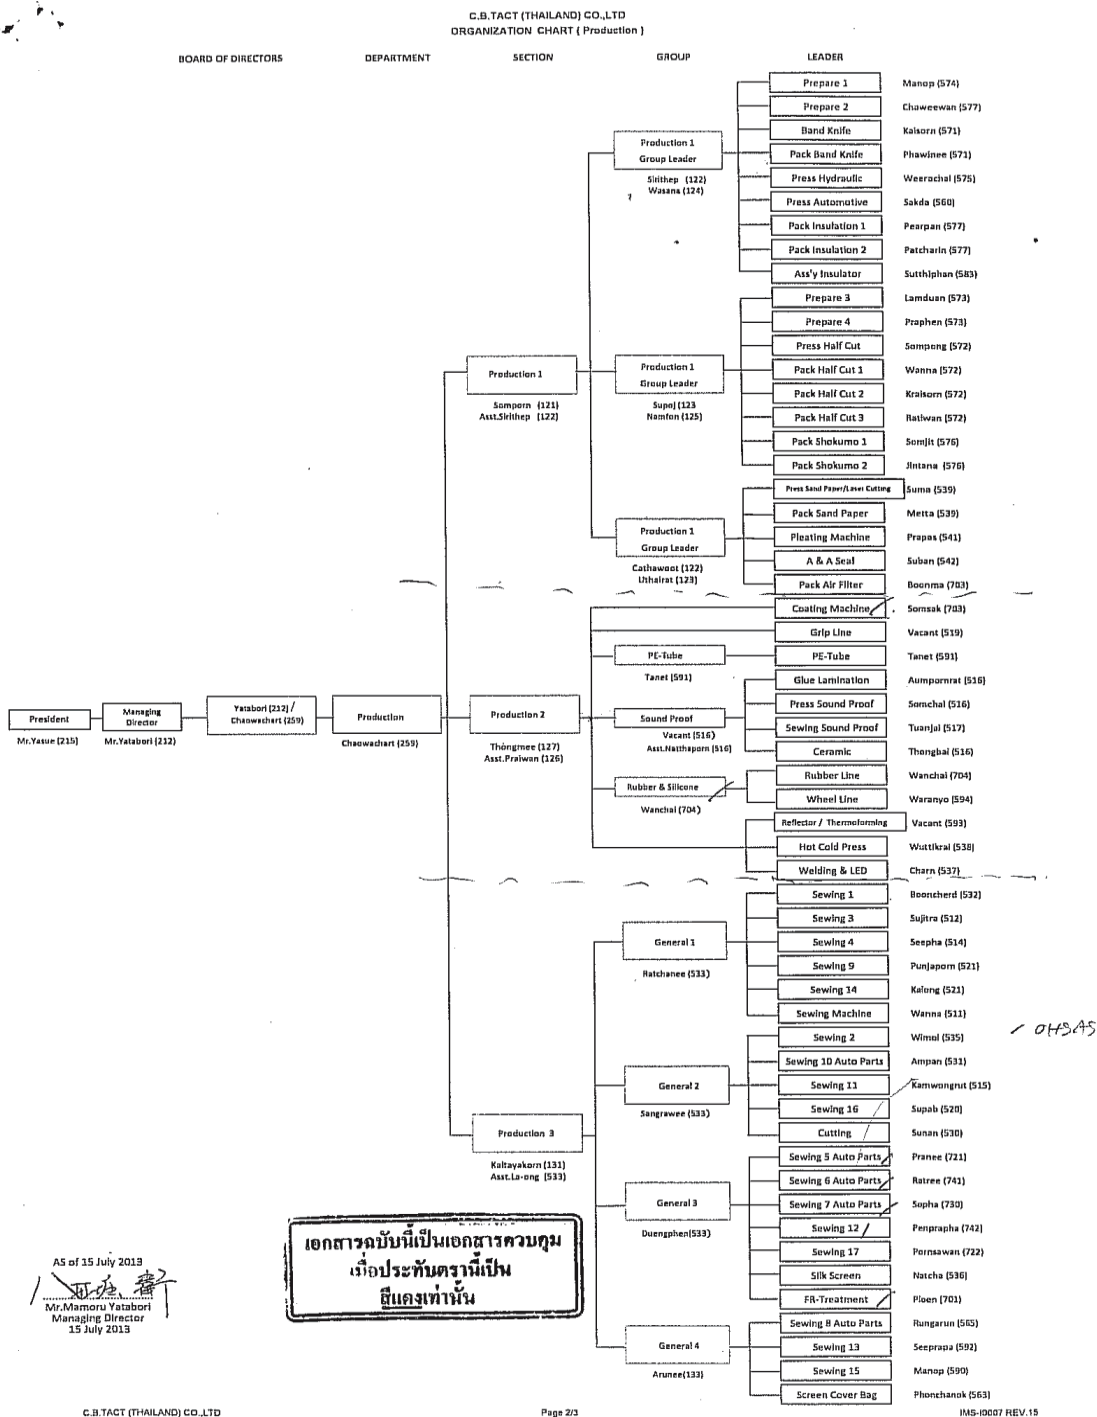 C.B.TACT (THAILAND) CO.,LTD
ORGANIZATION CHART ( Production )
BOARD OF DIRECTORS DEPARTMENT SECTION GROUP LEADER
Prepare 1 Manop (574)
Prepare 2 Chaweewan (577)
Band Knife Kaisorn (571)
Production 1
Group Leader
Pack Band Knife Phawinee (571)
Sirithep (122)
Wasana (124)
Press Hydraulic Weerachai (575)
Press Automotive Sakda (560)
Pack Insulation 1 Pearpan (577)
Pack Insulation 2 Patcharin (577)
Ass'y Insulator Sutthiphan (583)
Prepare 3 Lamduan (573)
Prepare 4 Praphen (573)
Press Half Cut Sompong (572)
Production 1
Somporn (121)
Asst.Sirithep (122)
Production 1
Group Leader
Supoj (123
Namfon (125)
Pack Half Cut 1 Wanna (572)
Pack Half Cut 2 Kraisorn (572)
Pack Half Cut 3 Ratiwan (572)
Pack Shokumo 1 Somjit (576)
Pack Shokumo 2 Jintana (576)
Press Sand Paper/Laser Cutting Suma (539)
Pack Sand Paper Metta (539)
Production 1
Group Leader
Cathawoot (122)
Uthairat (123)
Pleating Machine Prapas (541)
A & A Seal Suban (542)
Pack Air Filter Boonma (703)
Coating Machine Somsak (703)
Grip Line Vacant (519)
PE-Tube
Tanet (591)
PE-Tube Tanet (591)
Glue Lamination Aumpornrat (516)
Press Sound Proof Somchai (516)
President
Mr.Yasue (215)
Managing
Director
Mr.Yatabori (212)
Yatabori (212) /
Chaowachart (259)
Production
Chaowachart (259)
Production 2
Thongmee (127)
Asst.Praiwan (126)
Sound Proof
Vacant (516)
Asst.Natthaporn (516)
Sewing Sound Proof Tuanjai (517)
Ceramic Thongbai (516)
Rubber & Silicone
Wanchai (704)
Rubber Line Wanchai (704)
Wheel Line Waranyo (594)
Reflector / Thermoforming Vacant (593)
Hot Cold Press Wuttikrai (538)
Welding & LED Charn (537)
Sewing 1 Booncherd (532)
Sewing 3 Sujitra (512)
General 1
Ratchanee (533)
Sewing 4 Seepha (514)
Sewing 9 Punjaporn (521)
Sewing 14 Kalong (521)
Sewing Machine Wanna (511)
OHSAS
Sewing 2 Wimol (535)
Sewing 10 Auto Parts Ampan (531)
General 2
Sangrawee (533)
Sewing 11 Kamwongrut (515)
Sewing 16 Supab (520)
Cutting Sunan (530)
Production 3
Kaltayakorn (131)
Asst.La-ong (533)
Sewing 5 Auto Parts Pranee (721)
Sewing 6 Auto Parts Ratree (741)
General 3
Duengphen(533)
Sewing 7 Auto Parts Sopha (730)
Sewing 12 Penprapha (742)
Sewing 17 Pornsawan (722)
Silk Screen Natcha (536)
FR-Treatment Ploen (701)
Sewing 8 Auto Parts Rungarun (565)
General 4
Arunee(133)
Sewing 13 Seeprapa (592)
Sewing 15 Manop (590)
Screen Cover Bag Phonchanok (563)
เอกสารฉบับนี้เป็นเอกสารควบคุม
เมื่อประทับตรานี้เป็น
สีแดงเท่านั้น
AS of 15 July 2013
Mr.Mamoru Yatabori
Managing Director
15 July 2013
C.B.TACT (THAILAND) CO.,LTD Page 2/3 IMS-I0007 REV.15